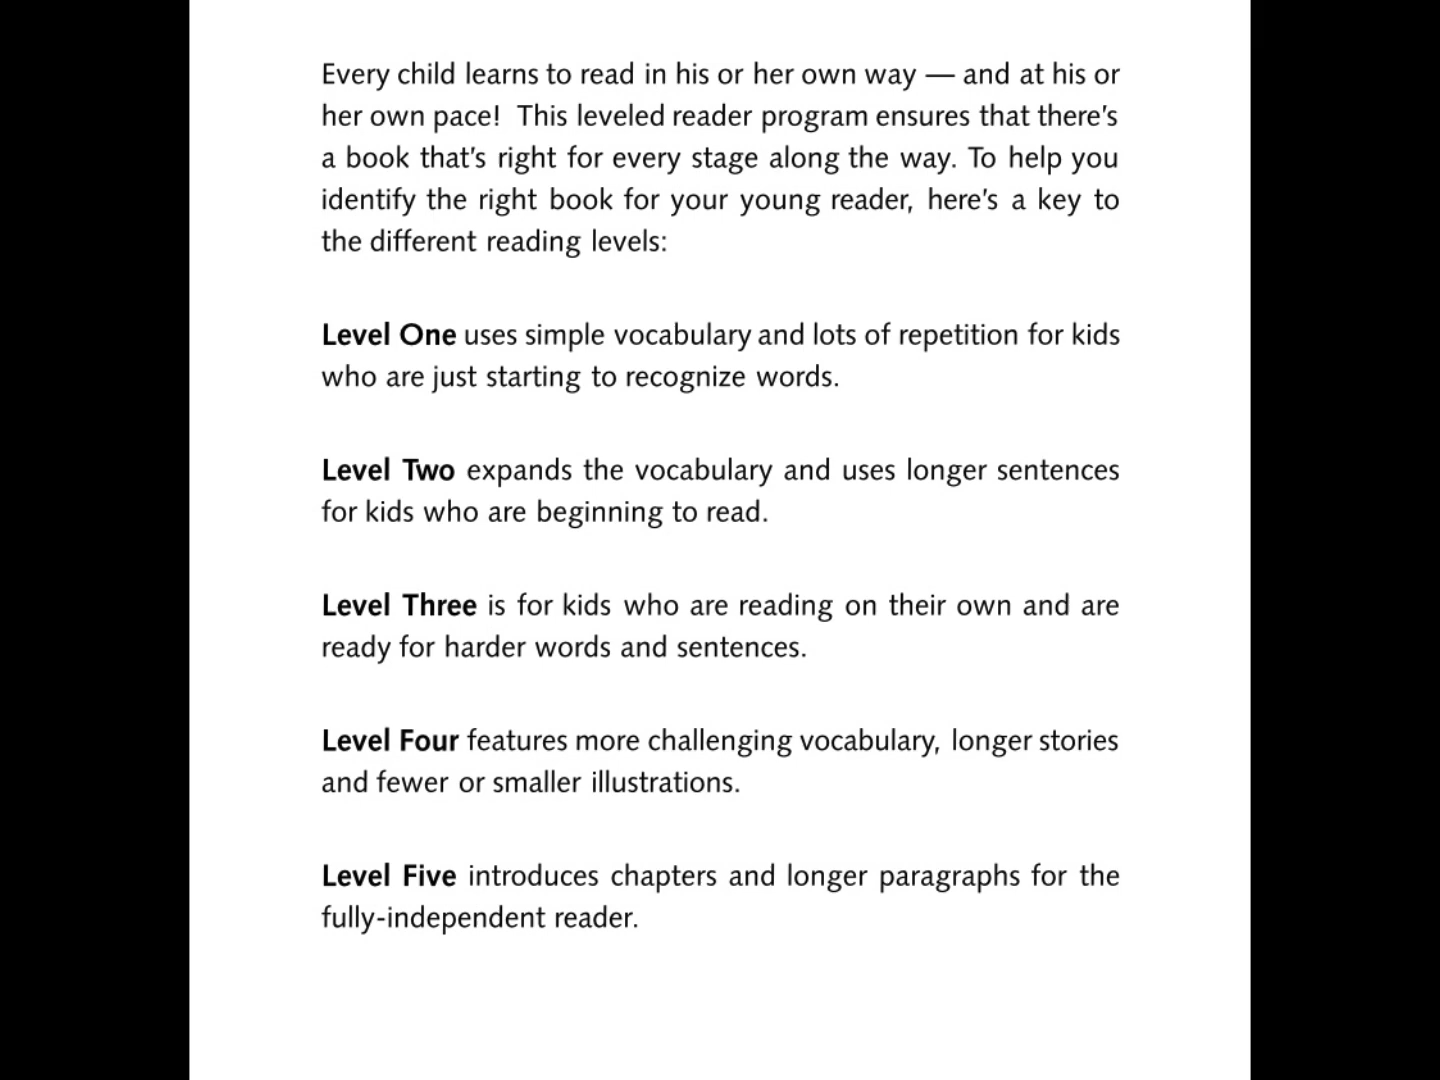 Every child learns to read in his or her own way — and at his or
her own pace!  This leveled reader program ensures that there's
a book that's right for every stage along the way. To help you
identify the right book for your young reader, here's a key to
the different reading levels:
Level One uses simple vocabulary and lots of repetition for kids
who are just starting to recognize words.
Level Two expands the vocabulary and uses longer sentences
for kids who are beginning to read.
Level Three is for kids who are reading on their own and are
ready for harder words and sentences.
Level Four features more challenging vocabulary, longer stories
and fewer or smaller illustrations.
Level Five introduces chapters and longer paragraphs for the
fully-independent reader.